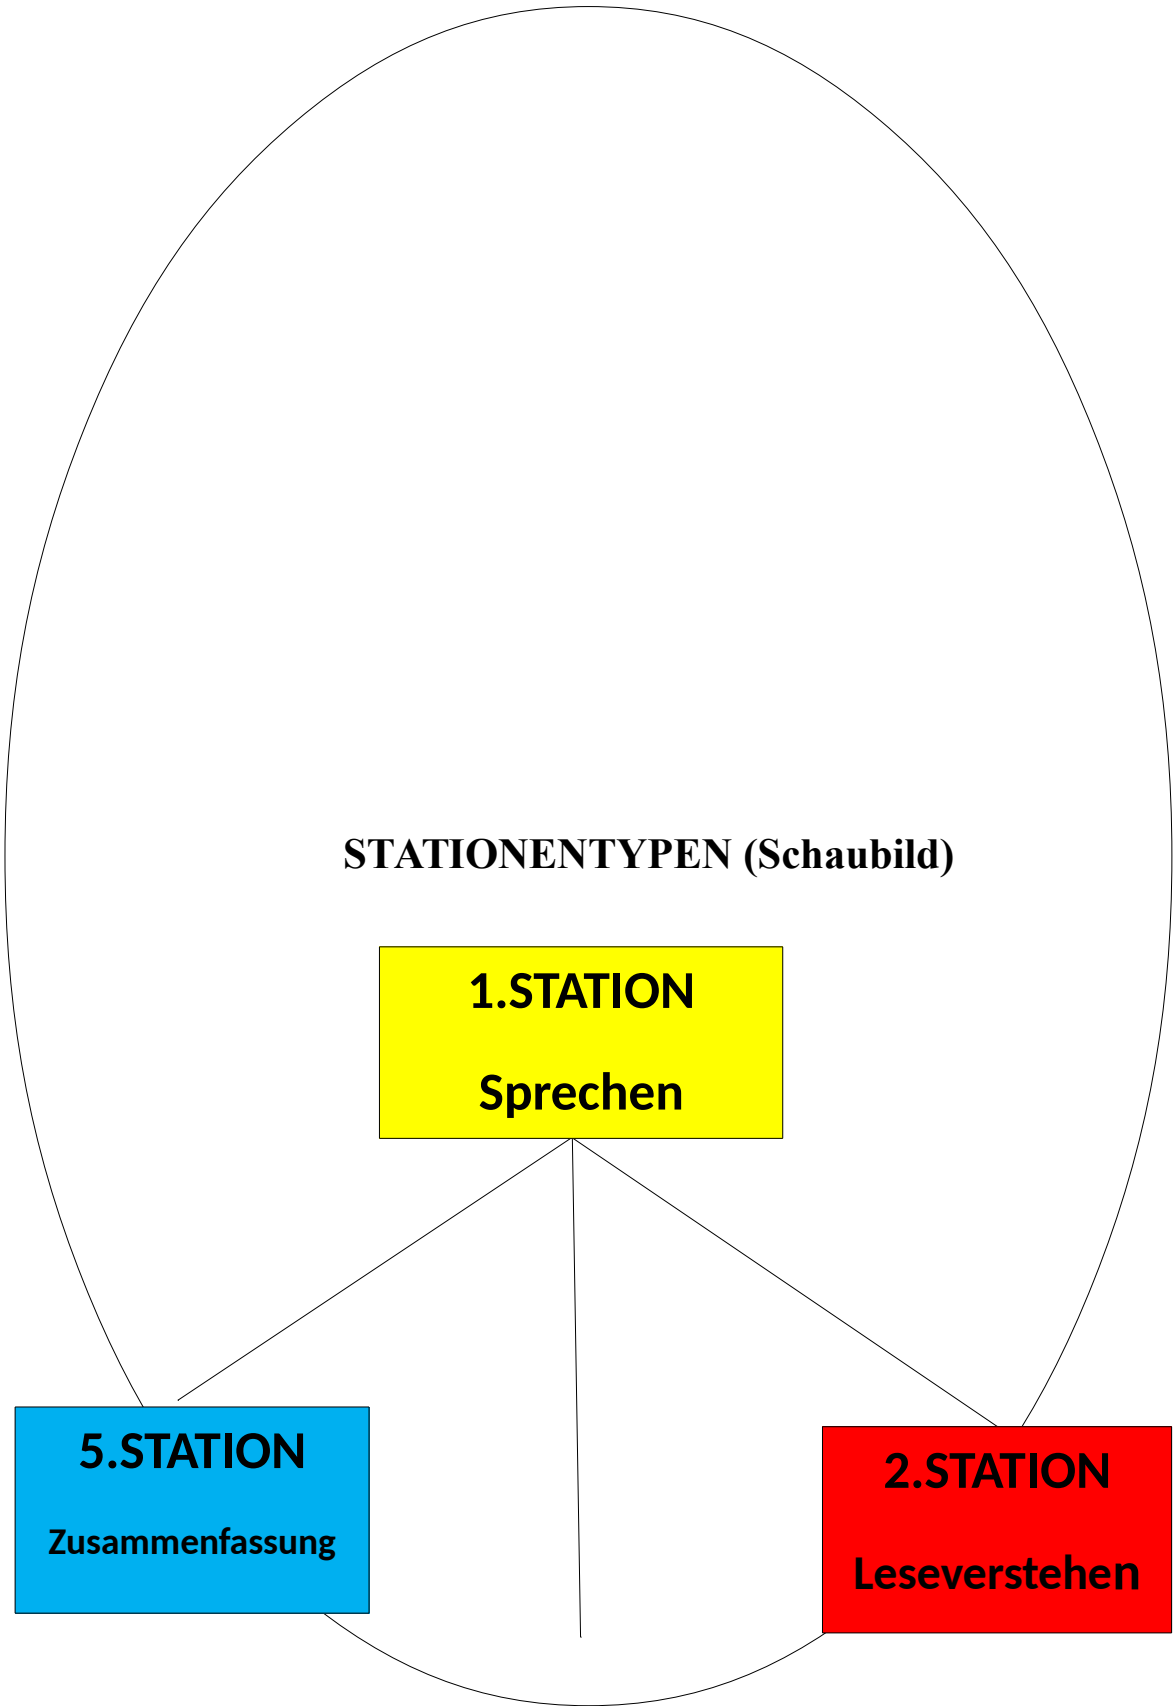 STATIONENTYPEN (Schaubild)
1.STATION
Sprechen
5.STATION
Zusammenfassung
2.STATION
Leseverstehen